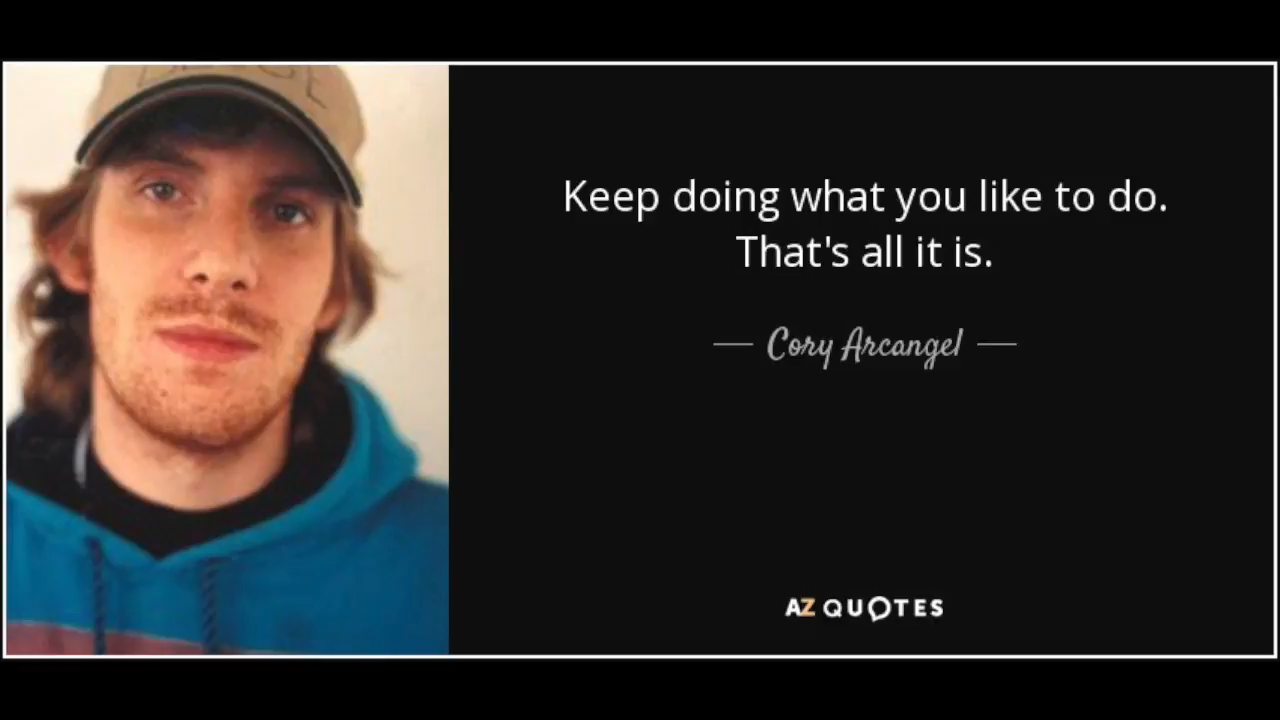 Keep doing what you like to do.
That's all it is.
— Cory Arcangel —
AZ QUOTES